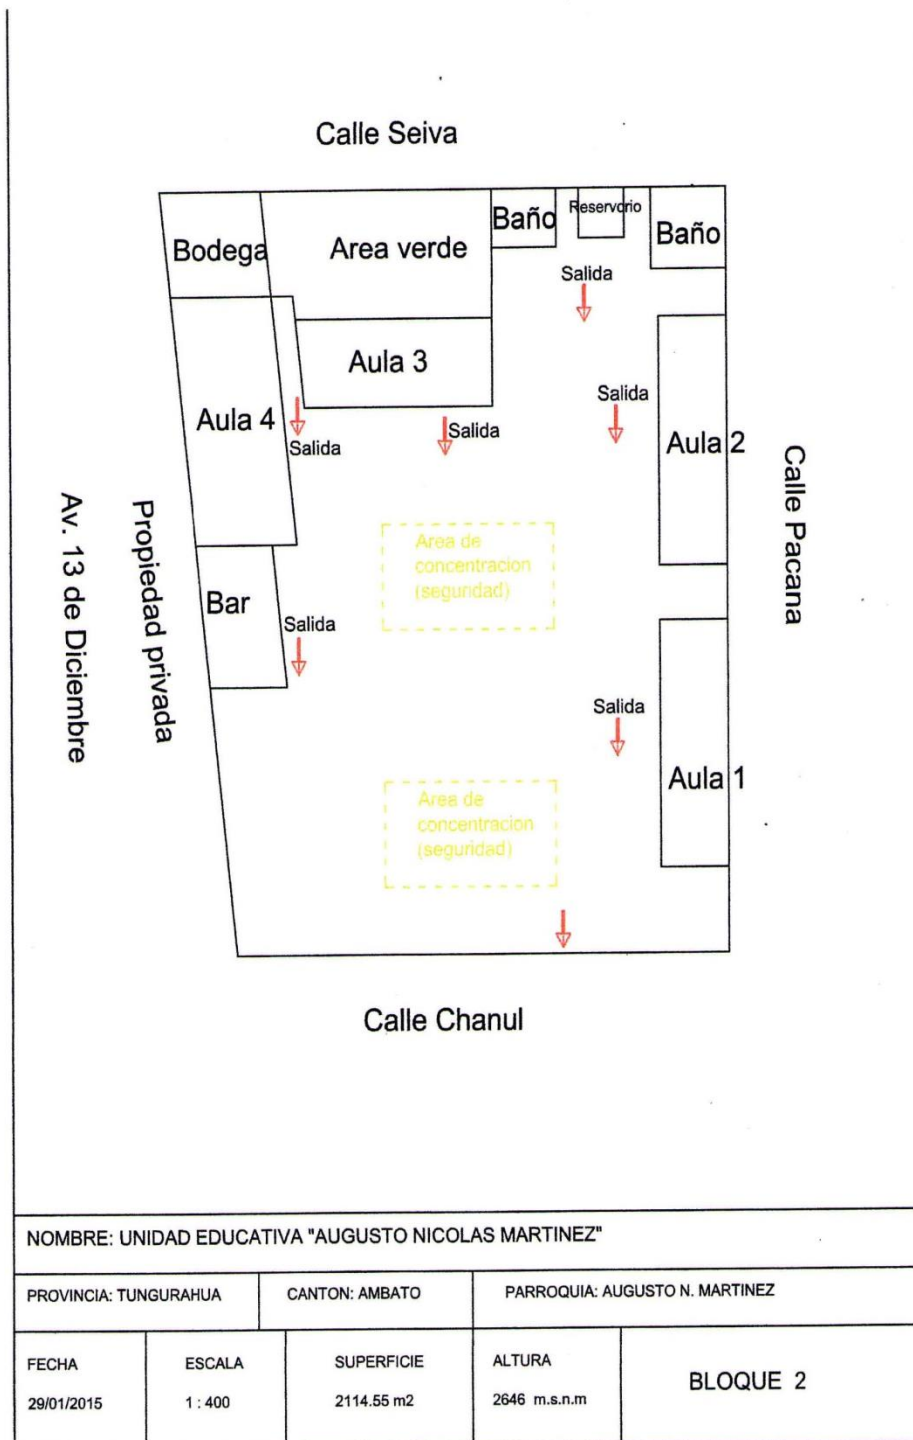 Calle Seiva
Bodega
Area verde
Baño
Reservorio
Baño
Salida
Aula 3
Salida
Aula 4
Salida
Salida
Aula 2
Calle Pacana
Av. 13 de Diciembre
Propiedad privada
Area de
concentracion
(seguridad)
Bar
Salida
Salida
Aula 1
Area de
concentracion
(seguridad)
Calle Chanul
NOMBRE: UNIDAD EDUCATIVA "AUGUSTO NICOLAS MARTINEZ"
PROVINCIA: TUNGURAHUA
CANTON: AMBATO
PARROQUIA: AUGUSTO N. MARTINEZ
FECHA
29/01/2015
ESCALA
1 : 400
SUPERFICIE
2114.55 m2
ALTURA
2646 m.s.n.m
BLOQUE 2